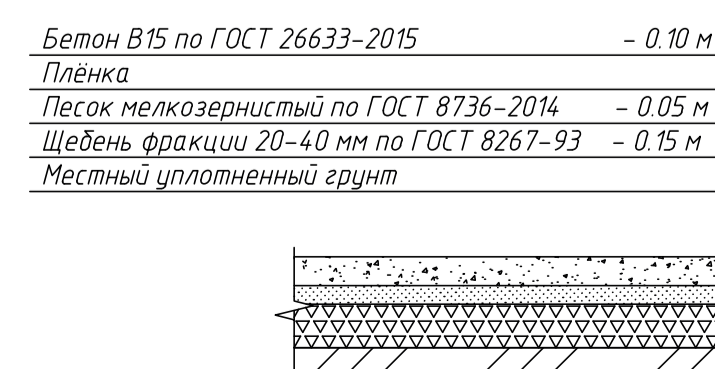 Бетон В15 по ГОСТ 26633-2015 - 0.10 м
Плёнка
Песок мелкозернистый по ГОСТ 8736-2014 - 0.05 м
Щебень фракции 20-40 мм по ГОСТ 8267-93 - 0.15 м
Местный уплотненный грунт